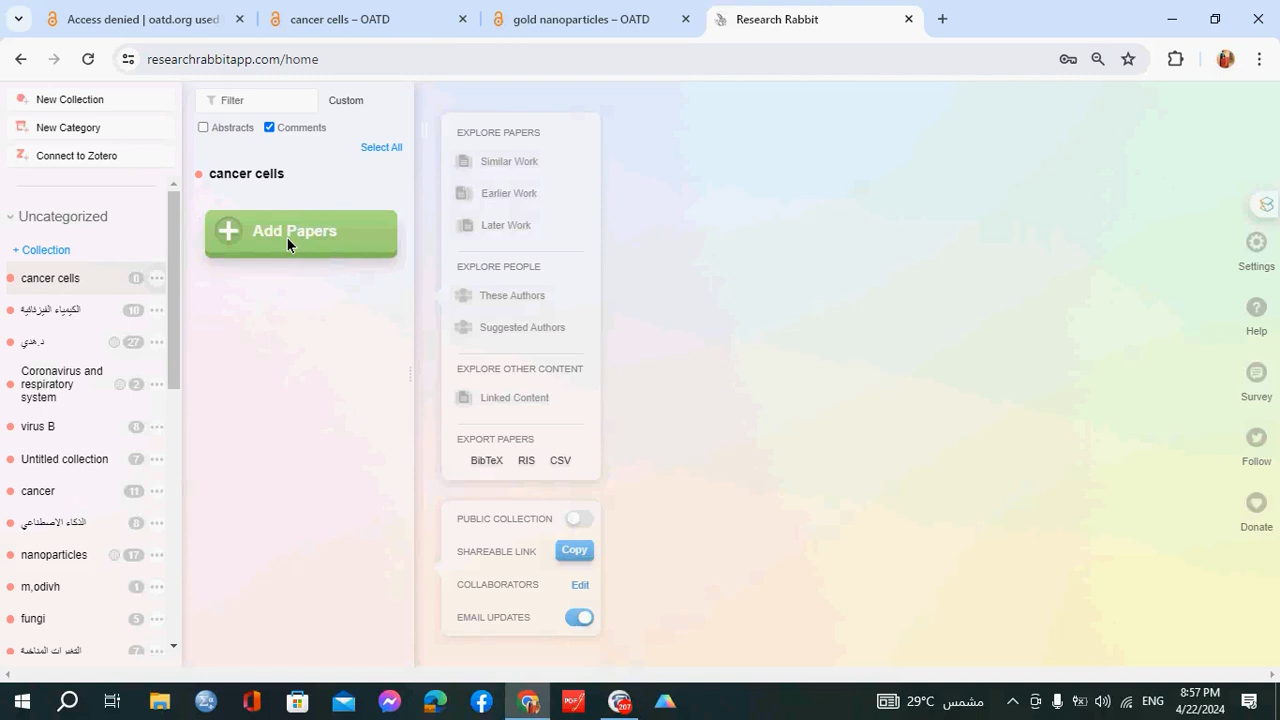 Access denied | oatd.org used
cancer cells – OATD
gold nanoparticles – OATD
Research Rabbit
researchrabbitapp.com/home
New Collection
New Category
Connect to Zotero
Uncategorized
+ Collection
cancer cells 0
الكيمياء الفيزيائية 10
د.هدي 27
Coronavirus and
respiratory
system 2
virus B 8
Untitled collection 7
cancer 11
الذكاء الاصطناعي 8
nanoparticles 17
m,odivh 1
fungi 5
التغيرات المناخية 7
Filter
Custom
Abstracts
Comments
Select All
cancer cells
Add Papers
EXPLORE PAPERS
Similar Work
Earlier Work
Later Work
EXPLORE PEOPLE
These Authors
Suggested Authors
EXPLORE OTHER CONTENT
Linked Content
EXPORT PAPERS
BibTeX RIS CSV
PUBLIC COLLECTION
SHAREABLE LINK Copy
COLLABORATORS Edit
EMAIL UPDATES
Settings
Help
Survey
Follow
Donate
207
29°C مشمس
ENG
8:57 PM
4/22/2024